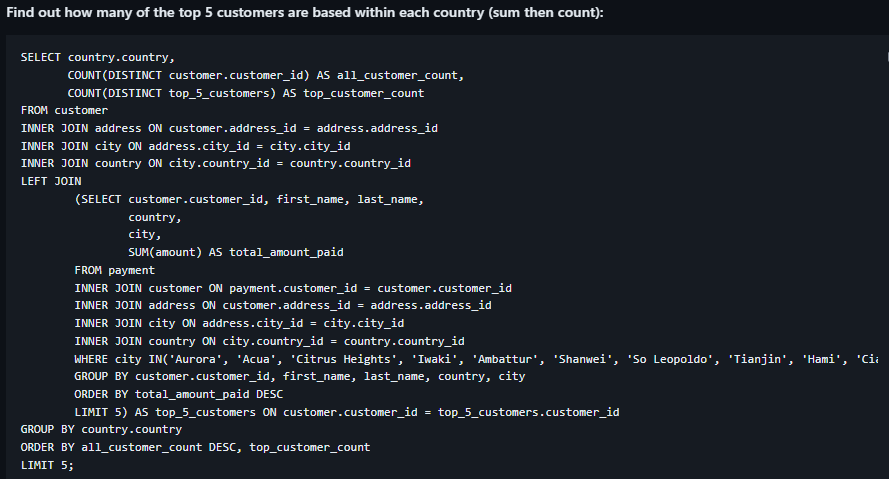 Find out how many of the top 5 customers are based within each country (sum then count):
SELECT country.country,
COUNT(DISTINCT customer.customer_id) AS all_customer_count,
COUNT(DISTINCT top_5_customers) AS top_customer_count
FROM customer
INNER JOIN address ON customer.address_id = address.address_id
INNER JOIN city ON address.city_id = city.city_id
INNER JOIN country ON city.country_id = country.country_id
LEFT JOIN
(SELECT customer.customer_id, first_name, last_name,
country,
city,
SUM(amount) AS total_amount_paid
FROM payment
INNER JOIN customer ON payment.customer_id = customer.customer_id
INNER JOIN address ON customer.address_id = address.address_id
INNER JOIN city ON address.city_id = city.city_id
INNER JOIN country ON city.country_id = country.country_id
WHERE city IN('Aurora', 'Acua', 'Citrus Heights', 'Iwaki', 'Ambattur', 'Shanwei', 'So Leopoldo', 'Tianjin', 'Hami', 'Cia
GROUP BY customer.customer_id, first_name, last_name, country, city
ORDER BY total_amount_paid DESC
LIMIT 5) AS top_5_customers ON customer.customer_id = top_5_customers.customer_id
GROUP BY country.country
ORDER BY all_customer_count DESC, top_customer_count
LIMIT 5;